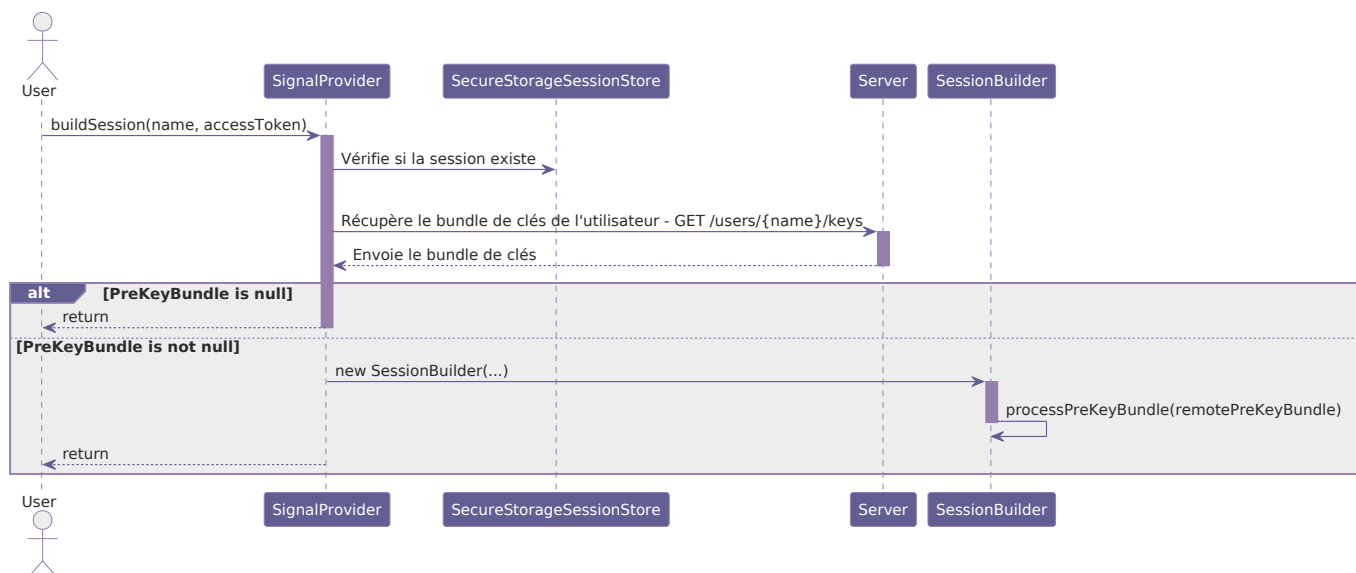 User
SignalProvider
SecureStorageSessionStore
Server
SessionBuilder
buildSession(name, accessToken)
Vérifie si la session existe
Récupère le bundle de clés de l'utilisateur - GET /users/{name}/keys
Envoie le bundle de clés
alt
[PreKeyBundle is null]
return
[PreKeyBundle is not null]
new SessionBuilder(...)
processPreKeyBundle(remotePreKeyBundle)
return
User
SignalProvider
SecureStorageSessionStore
Server
SessionBuilder